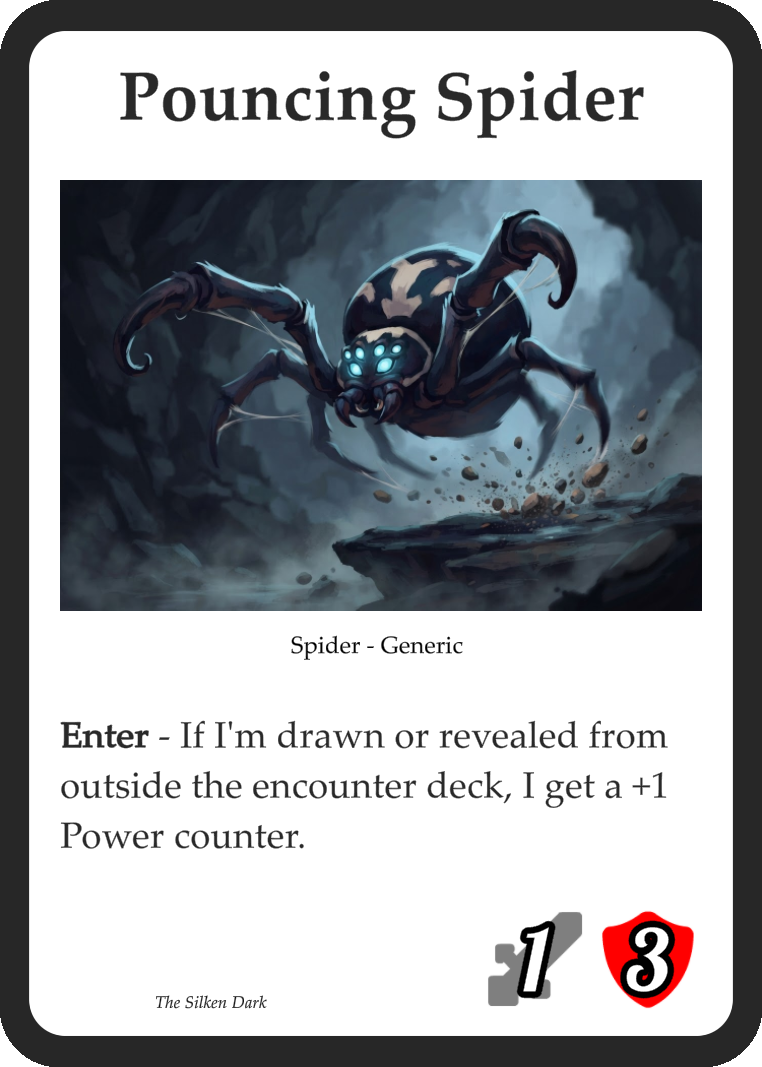 Pouncing Spider
Spider - Generic
Enter - If I'm drawn or revealed from
outside the encounter deck, I get a +1
Power counter.
1 3
The Silken Dark